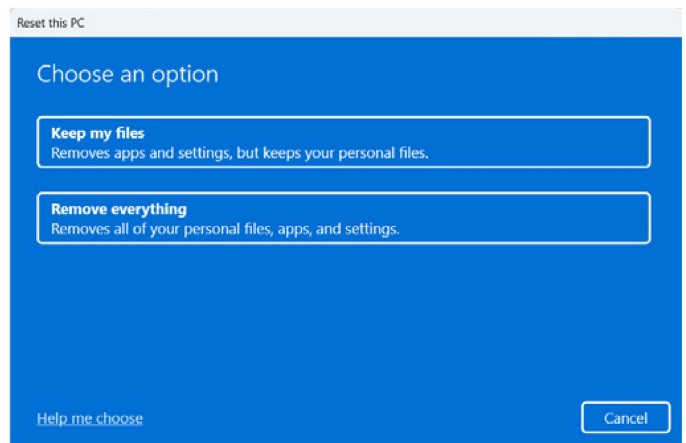 Reset this PC
Choose an option
Keep my files
Removes apps and settings, but keeps your personal files.
Remove everything
Removes all of your personal files, apps, and settings.
Help me choose
Cancel